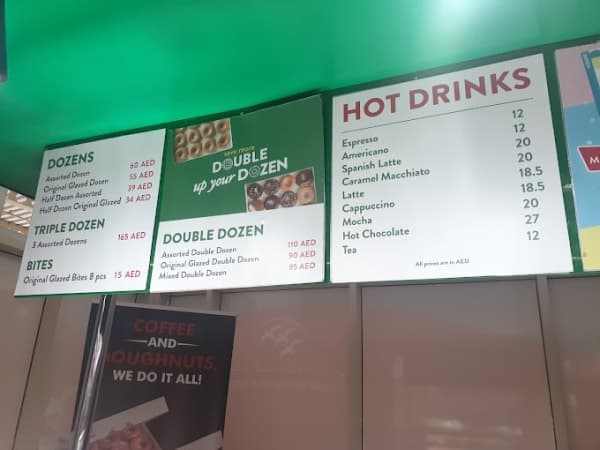 DOZENS
Assorted Dozen 60 AED
Original Glazed Dozen 55 AED
Half Dozen Assorted 39 AED
Half Dozen Original Glazed 34 AED
TRIPLE DOZEN
3 Assorted Dozens 165 AED
BITES
Original Glazed Bites 8 pcs 15 AED
save more
DOUBLE
up your DOZEN
DOUBLE DOZEN
Assorted Double Dozen 110 AED
Original Glazed Double Dozen 90 AED
Mixed Double Dozen 95 AED
HOT DRINKS
Espresso 12
Americano 12
Spanish Latte 20
Caramel Macchiato 20
Latte 18.5
Cappuccino 18.5
Mocha 20
Hot Chocolate 27
Tea 12
All prices are in AED
M
COFFEE
AND
DOUGHNUTS,
WE DO IT ALL!